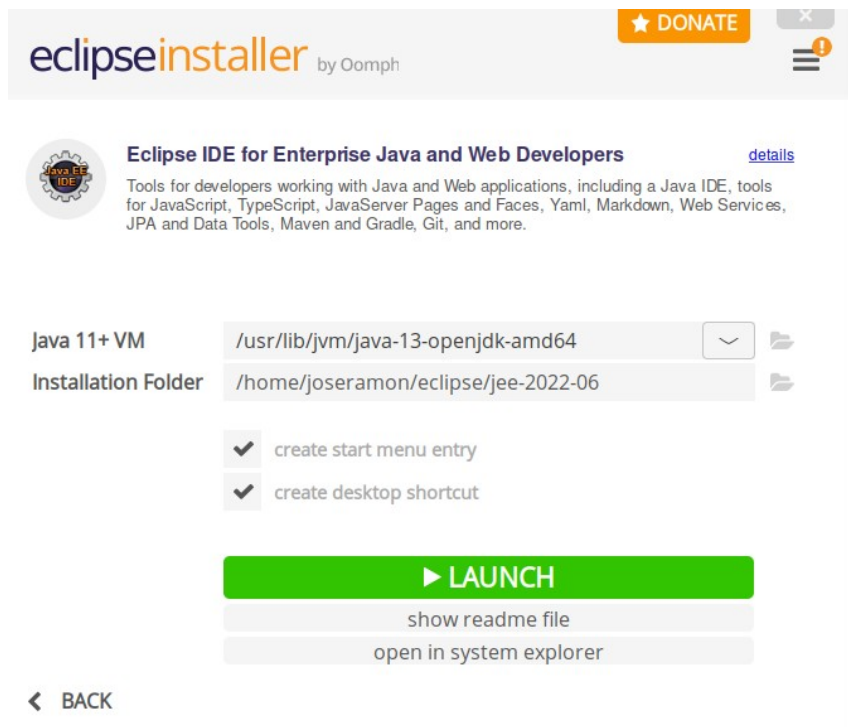 ★ DONATE
eclipseinstaller by Oomph
Java EE
IDE
Eclipse IDE for Enterprise Java and Web Developers
details
Tools for developers working with Java and Web applications, including a Java IDE, tools
for JavaScript, TypeScript, JavaServer Pages and Faces, Yaml, Markdown, Web Services,
JPA and Data Tools, Maven and Gradle, Git, and more.
Java 11+ VM /usr/lib/jvm/java-13-openjdk-amd64
Installation Folder /home/joseramon/eclipse/jee-2022-06
create start menu entry
create desktop shortcut
LAUNCH
show readme file
open in system explorer
BACK